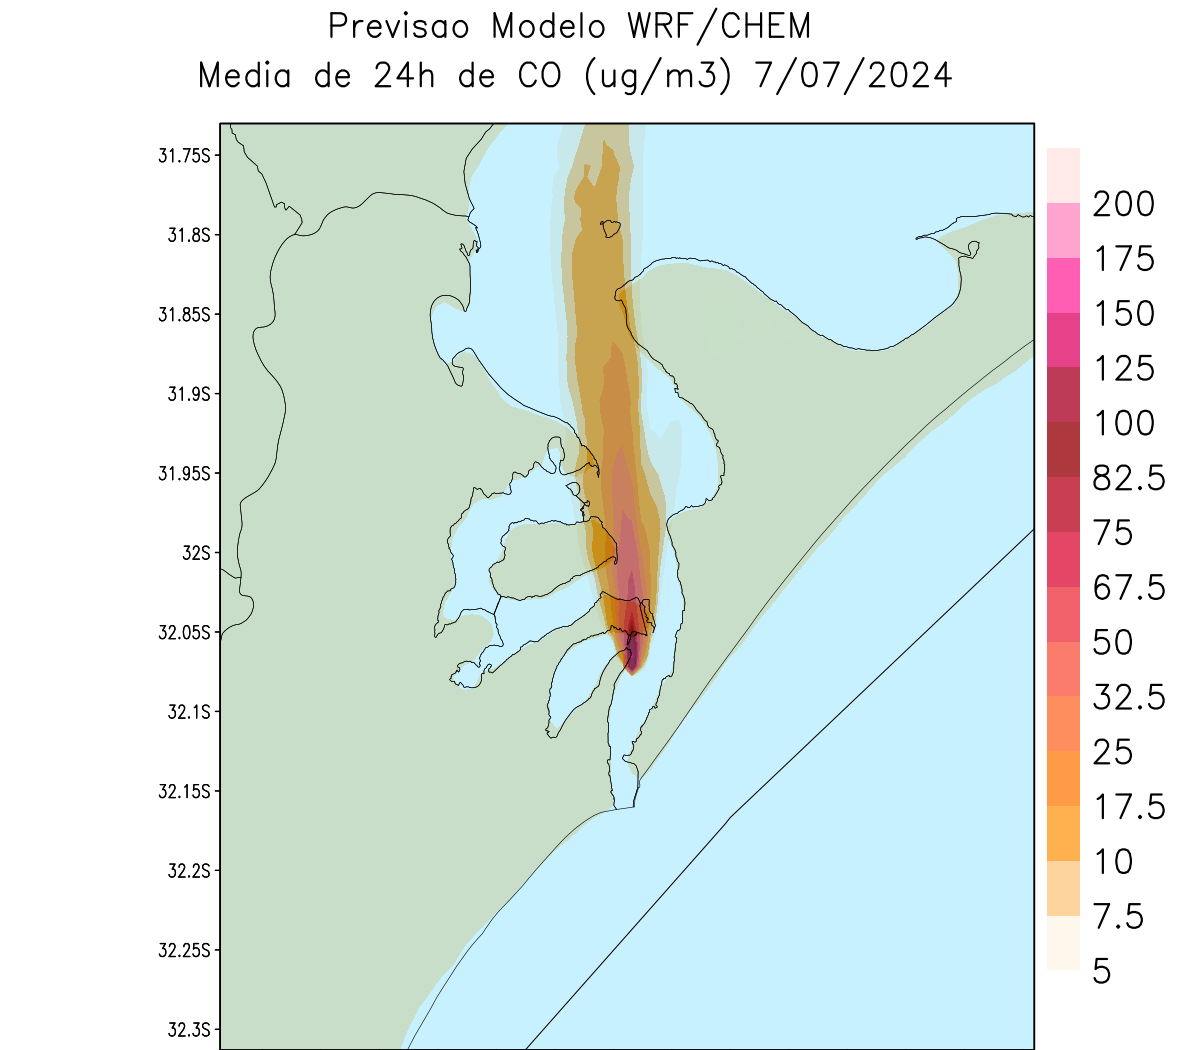 Previsao Modelo WRF/CHEM
Media de 24h de CO (ug/m3) 7/07/2024
31.75S
31.8S
31.85S
31.9S
31.95S
32S
32.05S
32.1S
32.15S
32.2S
32.25S
32.3S
200
175
150
125
100
82.5
75
67.5
50
32.5
25
17.5
10
7.5
5